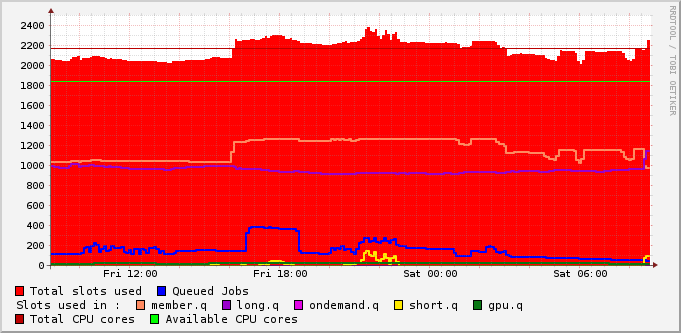 RRDTOOL / TOBI OETIKER
2400
2200
2000
1800
1600
1400
1200
1000
800
600
400
200
0
Fri 12:00 Fri 18:00 Sat 00:00 Sat 06:00
Total slots used Queued Jobs
Slots used in : member.q long.q ondemand.q short.q gpu.q
Total CPU cores Available CPU cores